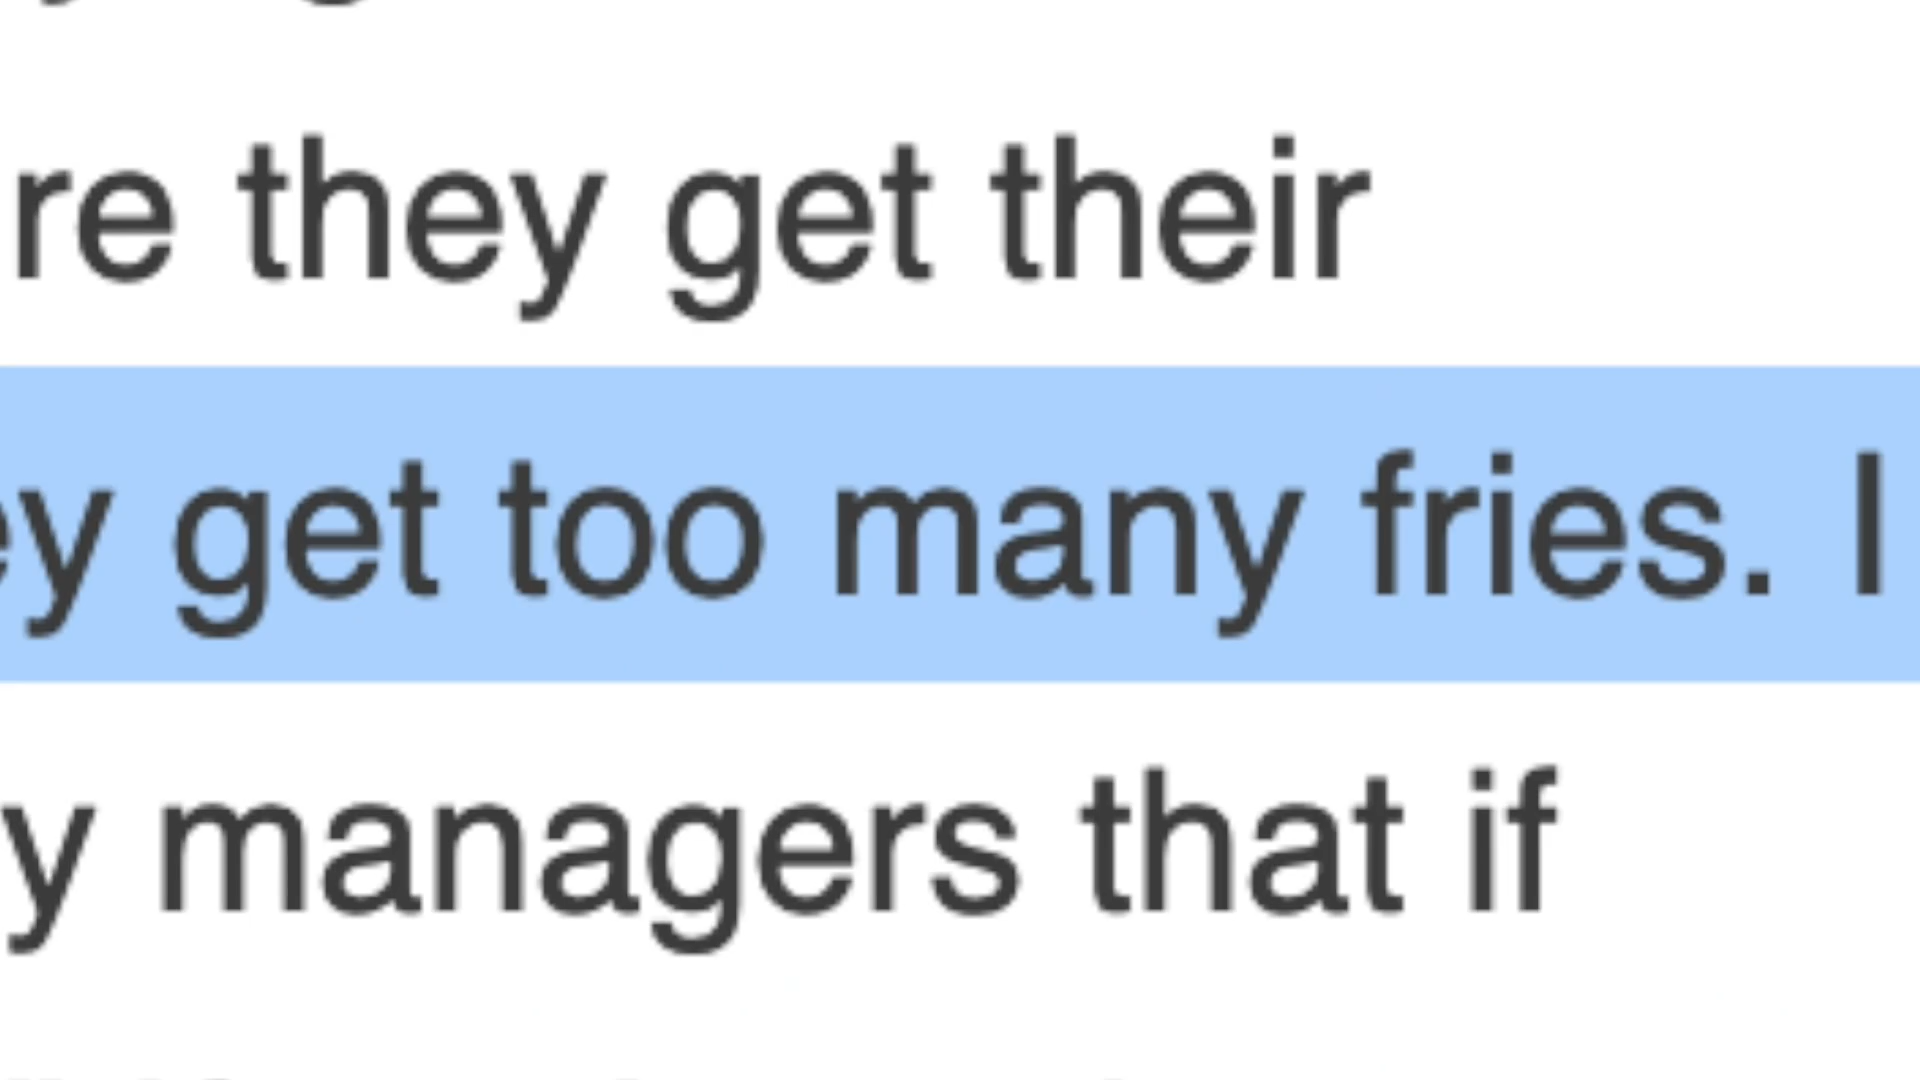 re they get their
ey get too many fries. I
y managers that if